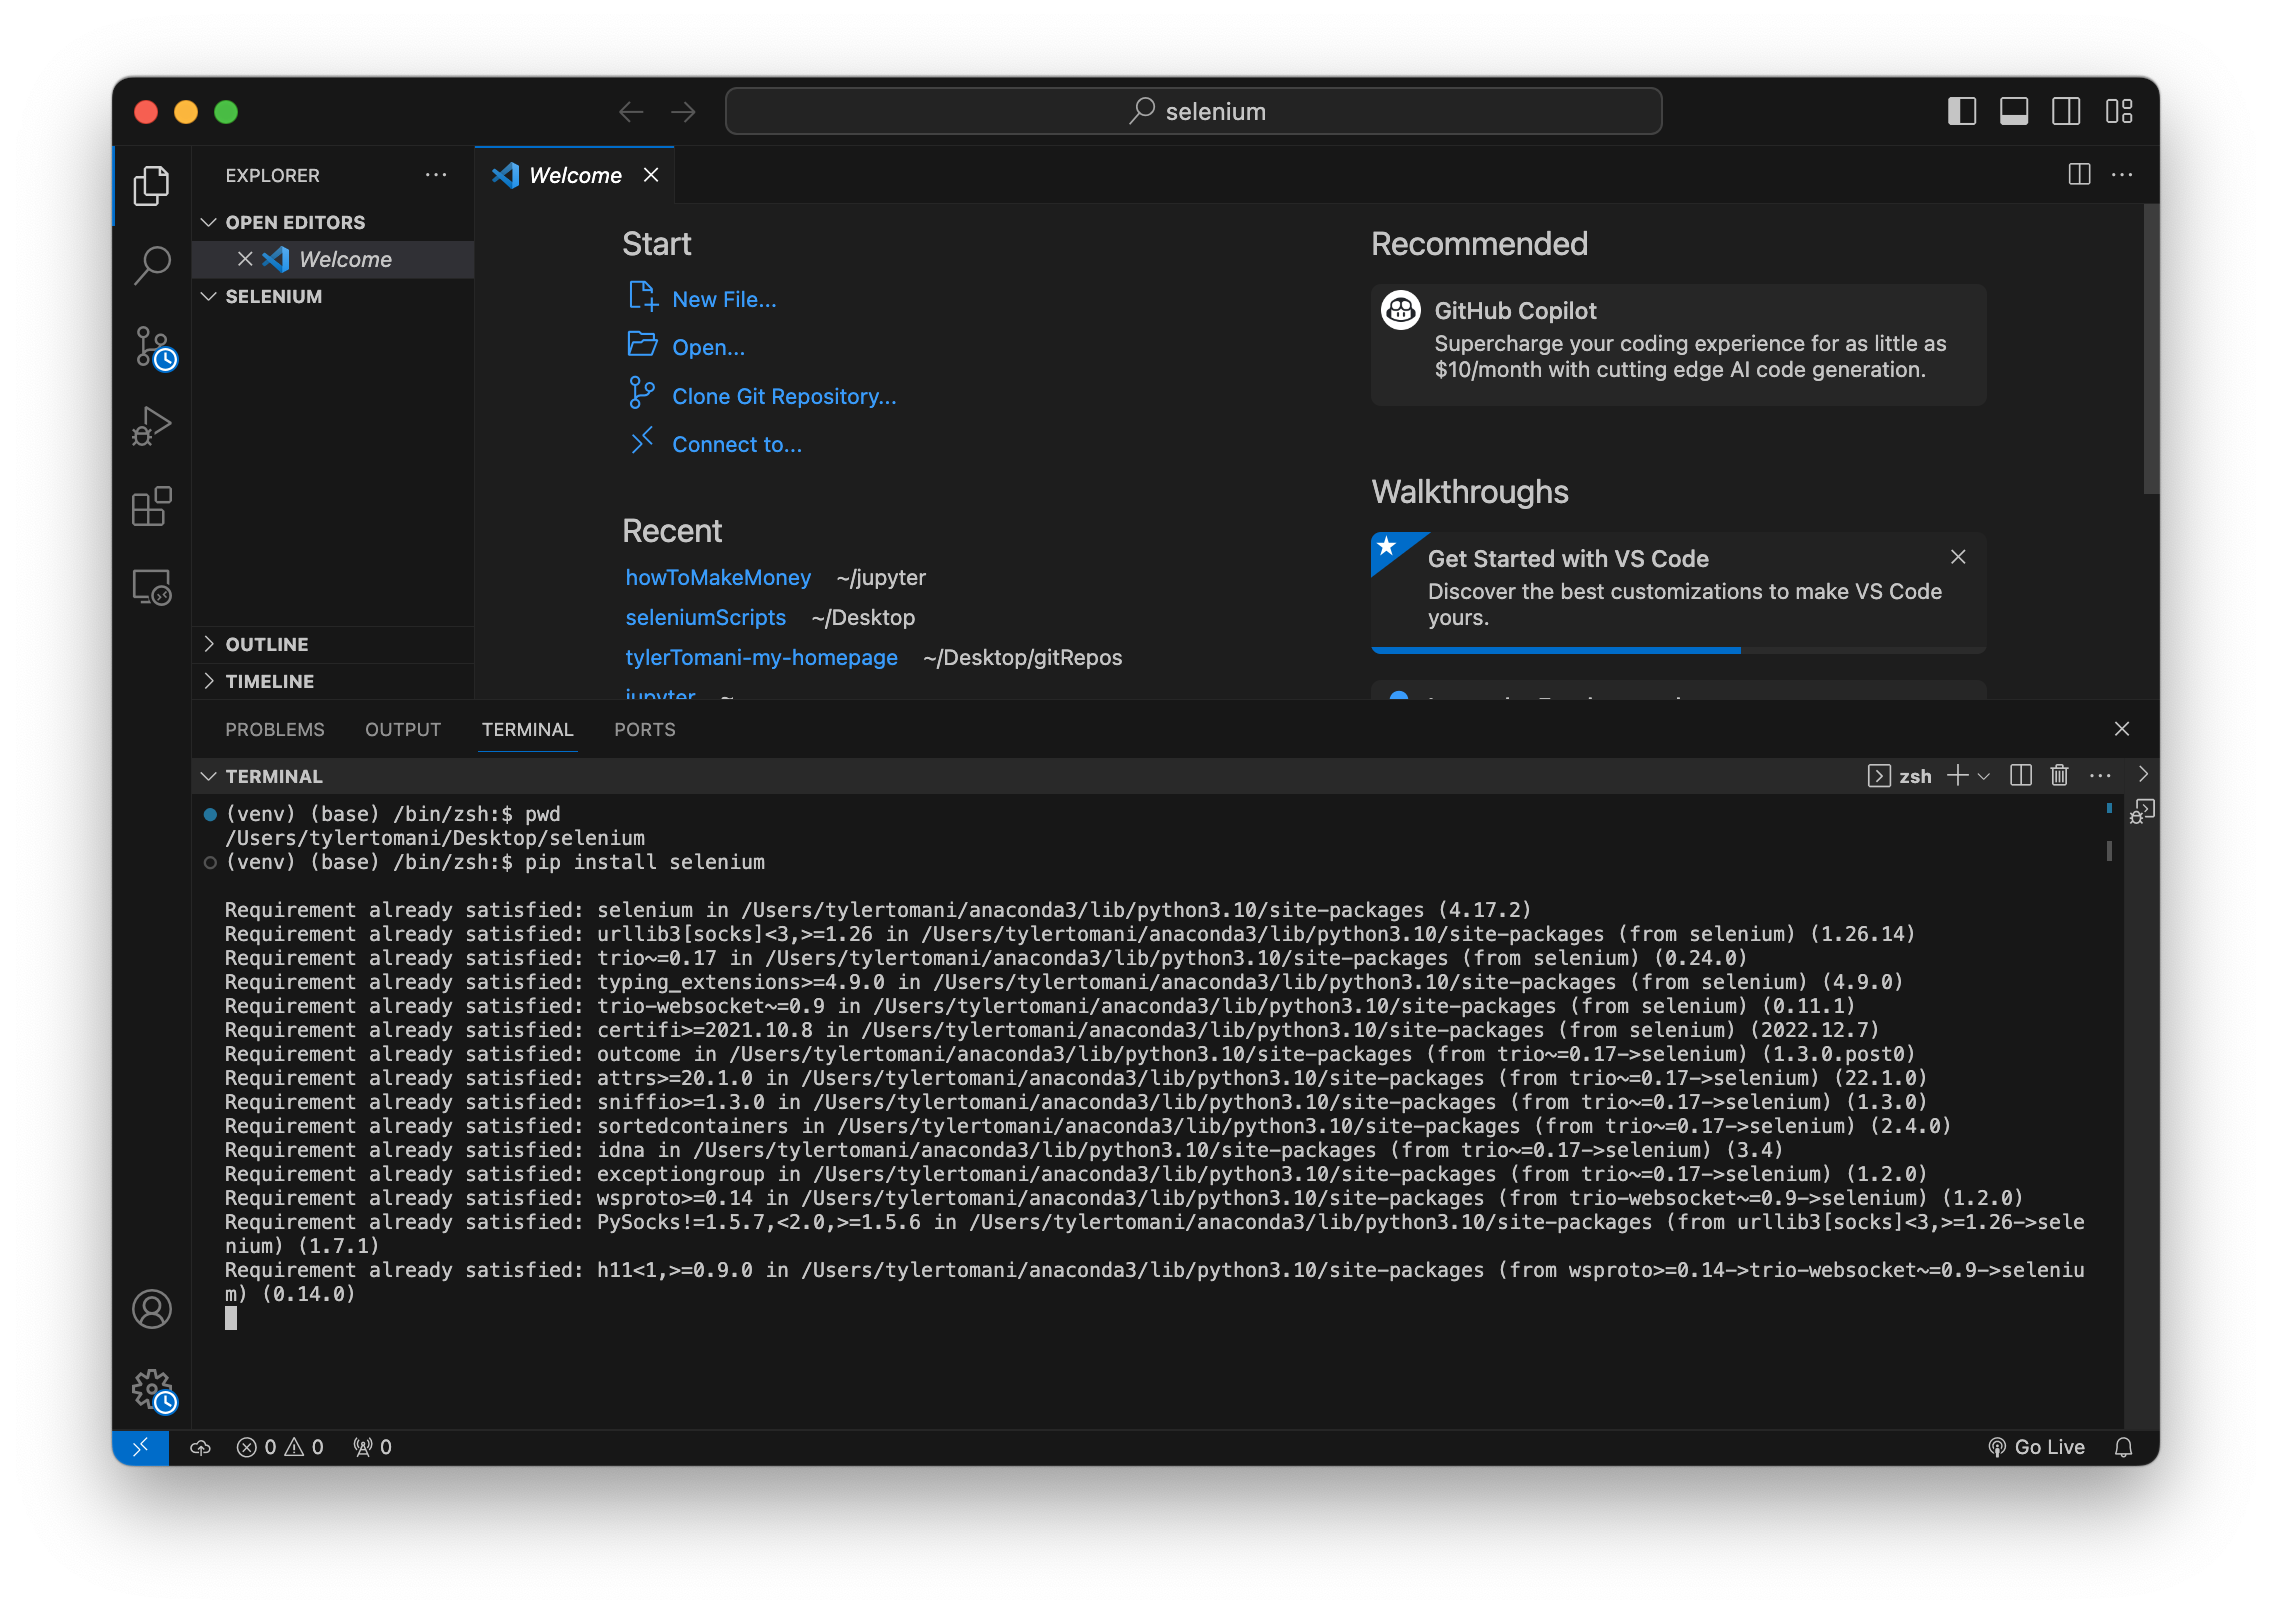 selenium
EXPLORER
Welcome
OPEN EDITORS
Welcome
SELENIUM
OUTLINE
TIMELINE
Start
New File...
Open...
Clone Git Repository...
Connect to...
Recent
howToMakeMoney ~/jupyter
seleniumScripts ~/Desktop
tylerTomani-my-homepage ~/Desktop/gitRepos
jupyter ~
Recommended
GitHub Copilot
Supercharge your coding experience for as little as
$10/month with cutting edge AI code generation.
Walkthroughs
Get Started with VS Code
Discover the best customizations to make VS Code
yours.
PROBLEMS OUTPUT TERMINAL PORTS
TERMINAL
zsh
(venv) (base) /bin/zsh:$ pwd
/Users/tylertomani/Desktop/selenium
(venv) (base) /bin/zsh:$ pip install selenium
Requirement already satisfied: selenium in /Users/tylertomani/anaconda3/lib/python3.10/site-packages (4.17.2)
Requirement already satisfied: urllib3[socks]<3,>=1.26 in /Users/tylertomani/anaconda3/lib/python3.10/site-packages (from selenium) (1.26.14)
Requirement already satisfied: trio~=0.17 in /Users/tylertomani/anaconda3/lib/python3.10/site-packages (from selenium) (0.24.0)
Requirement already satisfied: typing_extensions>=4.9.0 in /Users/tylertomani/anaconda3/lib/python3.10/site-packages (from selenium) (4.9.0)
Requirement already satisfied: trio-websocket~=0.9 in /Users/tylertomani/anaconda3/lib/python3.10/site-packages (from selenium) (0.11.1)
Requirement already satisfied: certifi>=2021.10.8 in /Users/tylertomani/anaconda3/lib/python3.10/site-packages (from selenium) (2022.12.7)
Requirement already satisfied: outcome in /Users/tylertomani/anaconda3/lib/python3.10/site-packages (from trio~=0.17->selenium) (1.3.0.post0)
Requirement already satisfied: attrs>=20.1.0 in /Users/tylertomani/anaconda3/lib/python3.10/site-packages (from trio~=0.17->selenium) (22.1.0)
Requirement already satisfied: sniffio>=1.3.0 in /Users/tylertomani/anaconda3/lib/python3.10/site-packages (from trio~=0.17->selenium) (1.3.0)
Requirement already satisfied: sortedcontainers in /Users/tylertomani/anaconda3/lib/python3.10/site-packages (from trio~=0.17->selenium) (2.4.0)
Requirement already satisfied: idna in /Users/tylertomani/anaconda3/lib/python3.10/site-packages (from trio~=0.17->selenium) (3.4)
Requirement already satisfied: exceptiongroup in /Users/tylertomani/anaconda3/lib/python3.10/site-packages (from trio~=0.17->selenium) (1.2.0)
Requirement already satisfied: wsproto>=0.14 in /Users/tylertomani/anaconda3/lib/python3.10/site-packages (from trio-websocket~=0.9->selenium) (1.2.0)
Requirement already satisfied: PySocks!=1.5.7,<2.0,>=1.5.6 in /Users/tylertomani/anaconda3/lib/python3.10/site-packages (from urllib3[socks]<3,>=1.26->sele
nium) (1.7.1)
Requirement already satisfied: h11<1,>=0.9.0 in /Users/tylertomani/anaconda3/lib/python3.10/site-packages (from wsproto>=0.14->trio-websocket~=0.9->seleniu
m) (0.14.0)
0 0 0 Go Live